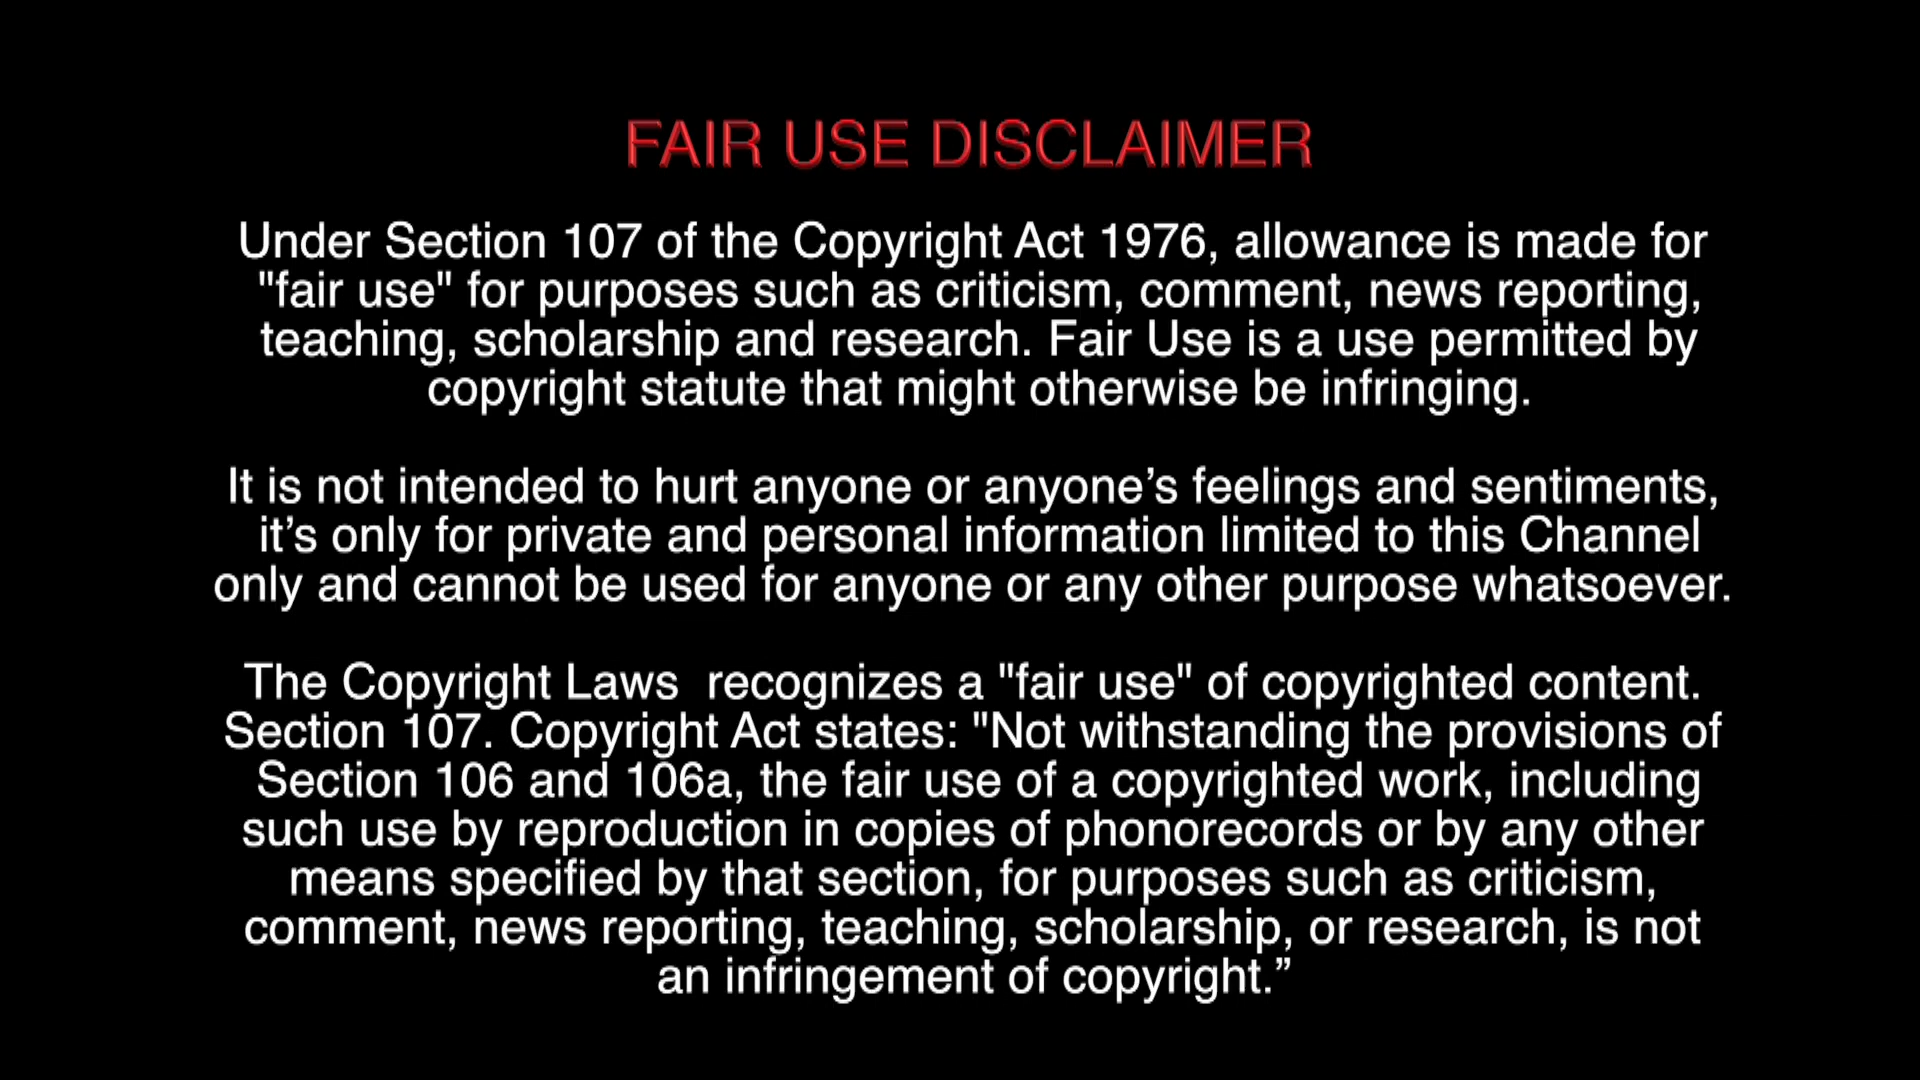 FAIR USE DISCLAIMER
Under Section 107 of the Copyright Act 1976, allowance is made for
"fair use" for purposes such as criticism, comment, news reporting,
teaching, scholarship and research. Fair Use is a use permitted by
copyright statute that might otherwise be infringing.
It is not intended to hurt anyone or anyone’s feelings and sentiments,
it’s only for private and personal information limited to this Channel
only and cannot be used for anyone or any other purpose whatsoever.
The Copyright Laws  recognizes a "fair use" of copyrighted content.
Section 107. Copyright Act states: "Not withstanding the provisions of
Section 106 and 106a, the fair use of a copyrighted work, including
such use by reproduction in copies of phonorecords or by any other
means specified by that section, for purposes such as criticism,
comment, news reporting, teaching, scholarship, or research, is not
an infringement of copyright.”